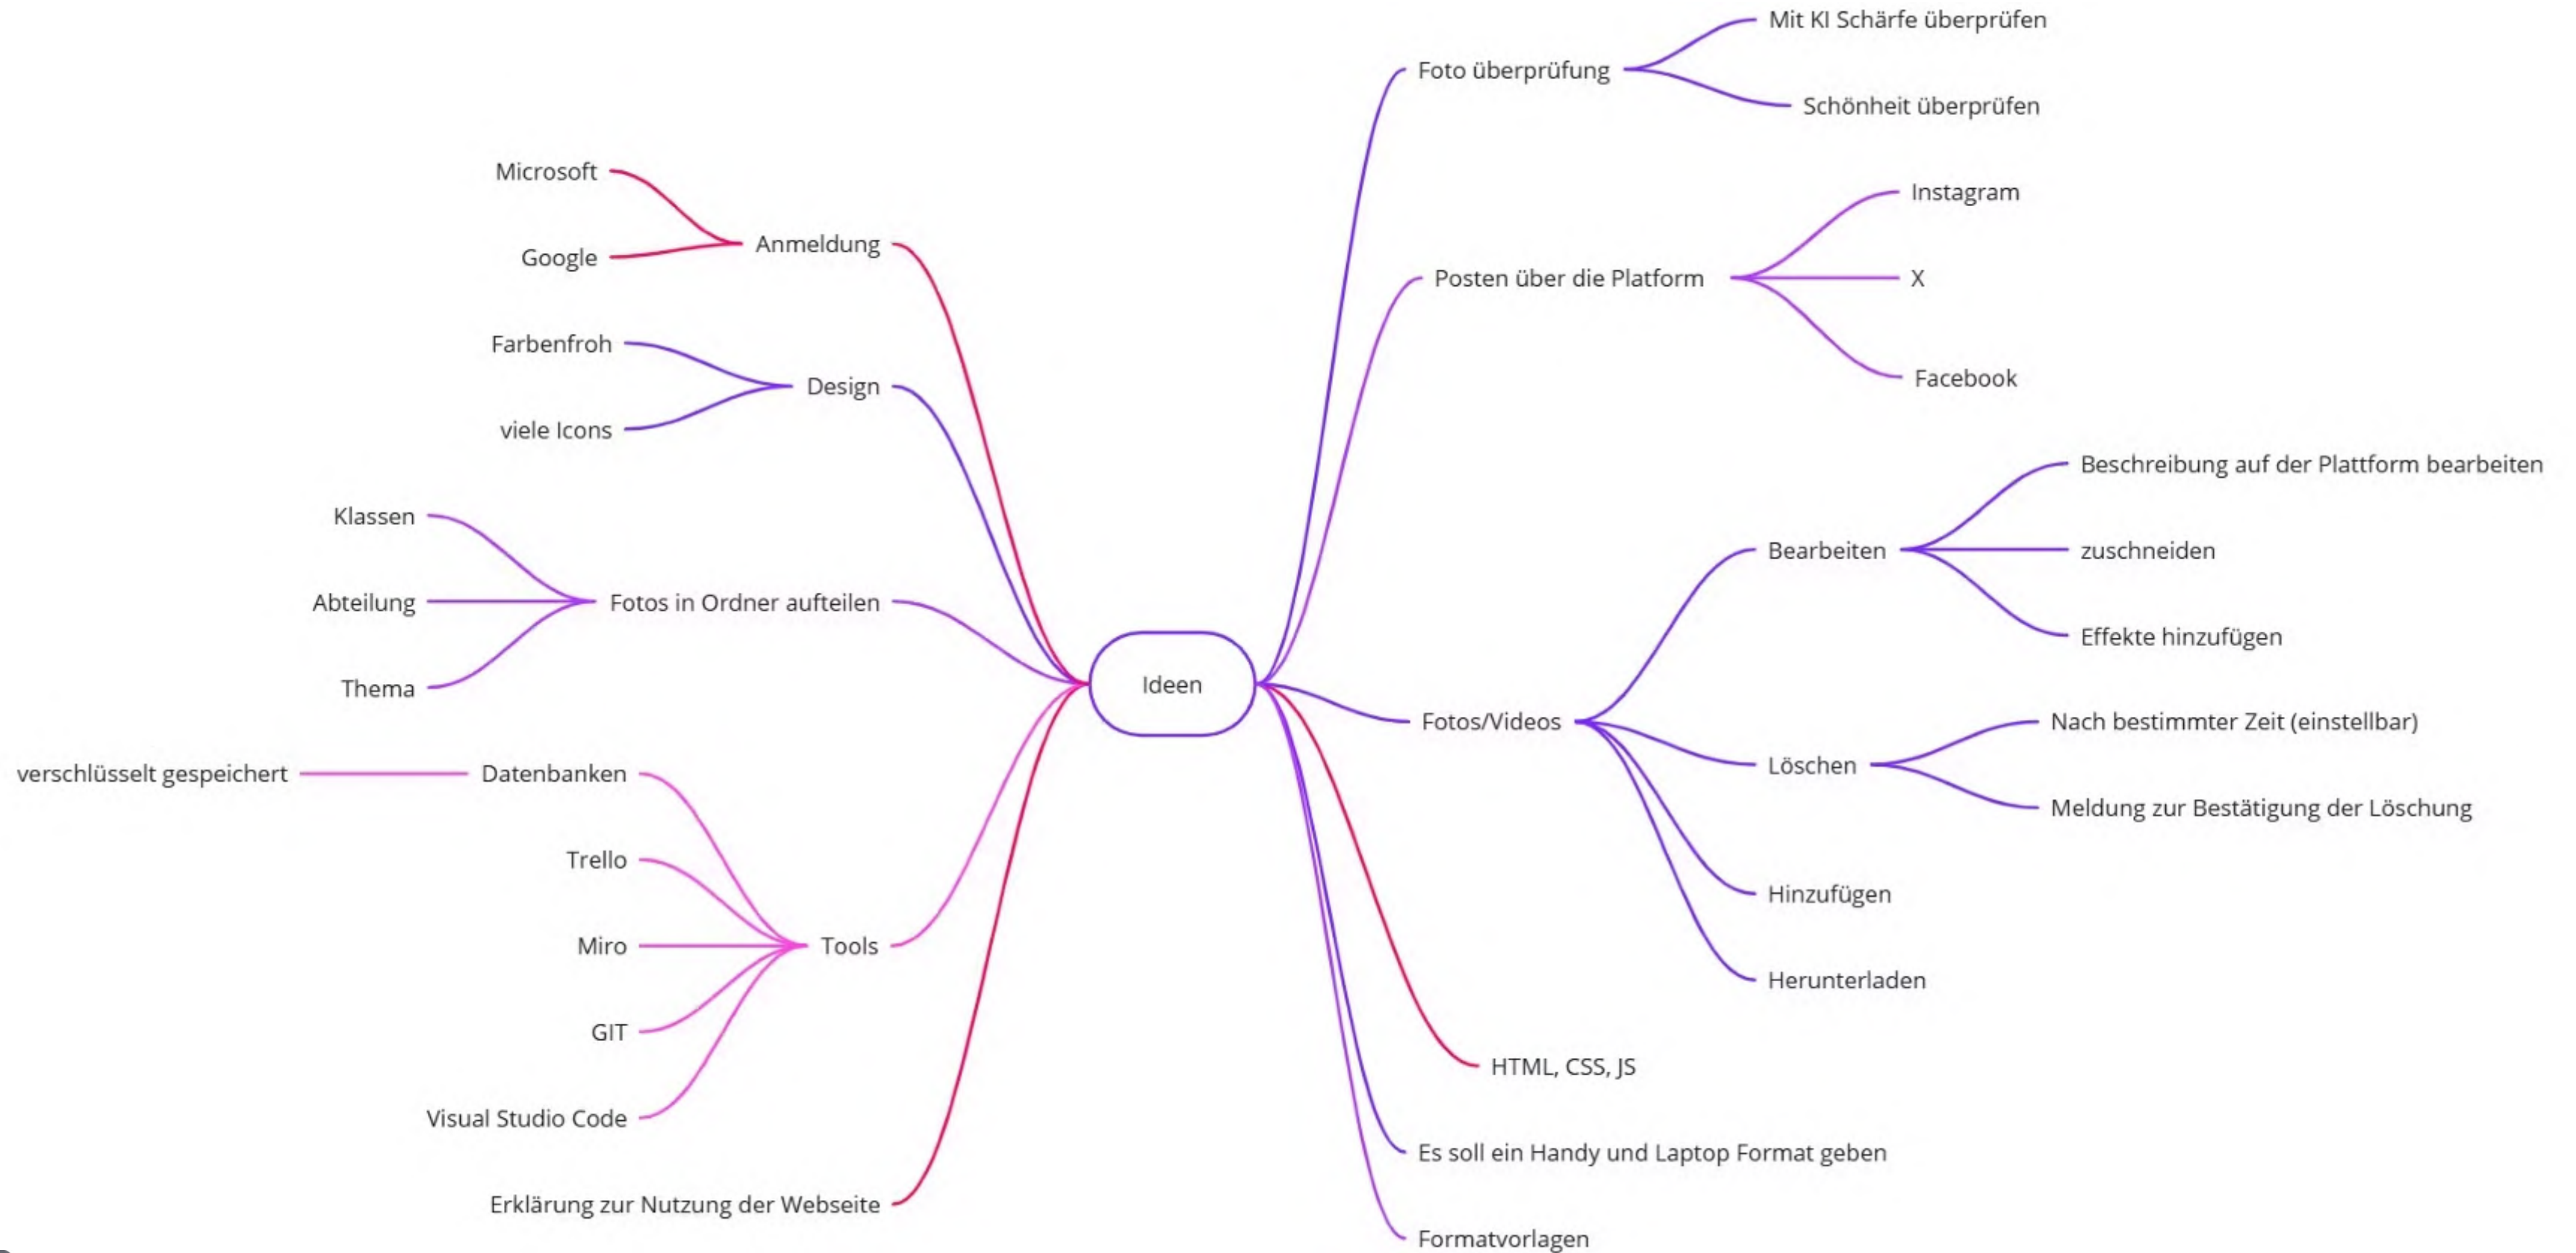 Ideen
Foto überprüfung
Mit KI Schärfe überprüfen
Schönheit überprüfen
Posten über die Platform
Instagram
X
Facebook
Fotos/Videos
Bearbeiten
Beschreibung auf der Plattform bearbeiten
zuschneiden
Effekte hinzufügen
Löschen
Nach bestimmter Zeit (einstellbar)
Meldung zur Bestätigung der Löschung
Hinzufügen
Herunterladen
HTML, CSS, JS
Es soll ein Handy und Laptop Format geben
Formatvorlagen
Anmeldung
Microsoft
Google
Design
Farbenfroh
viele Icons
Fotos in Ordner aufteilen
Klassen
Abteilung
Thema
Tools
Datenbanken
verschlüsselt gespeichert
Trello
Miro
GIT
Visual Studio Code
Erklärung zur Nutzung der Webseite